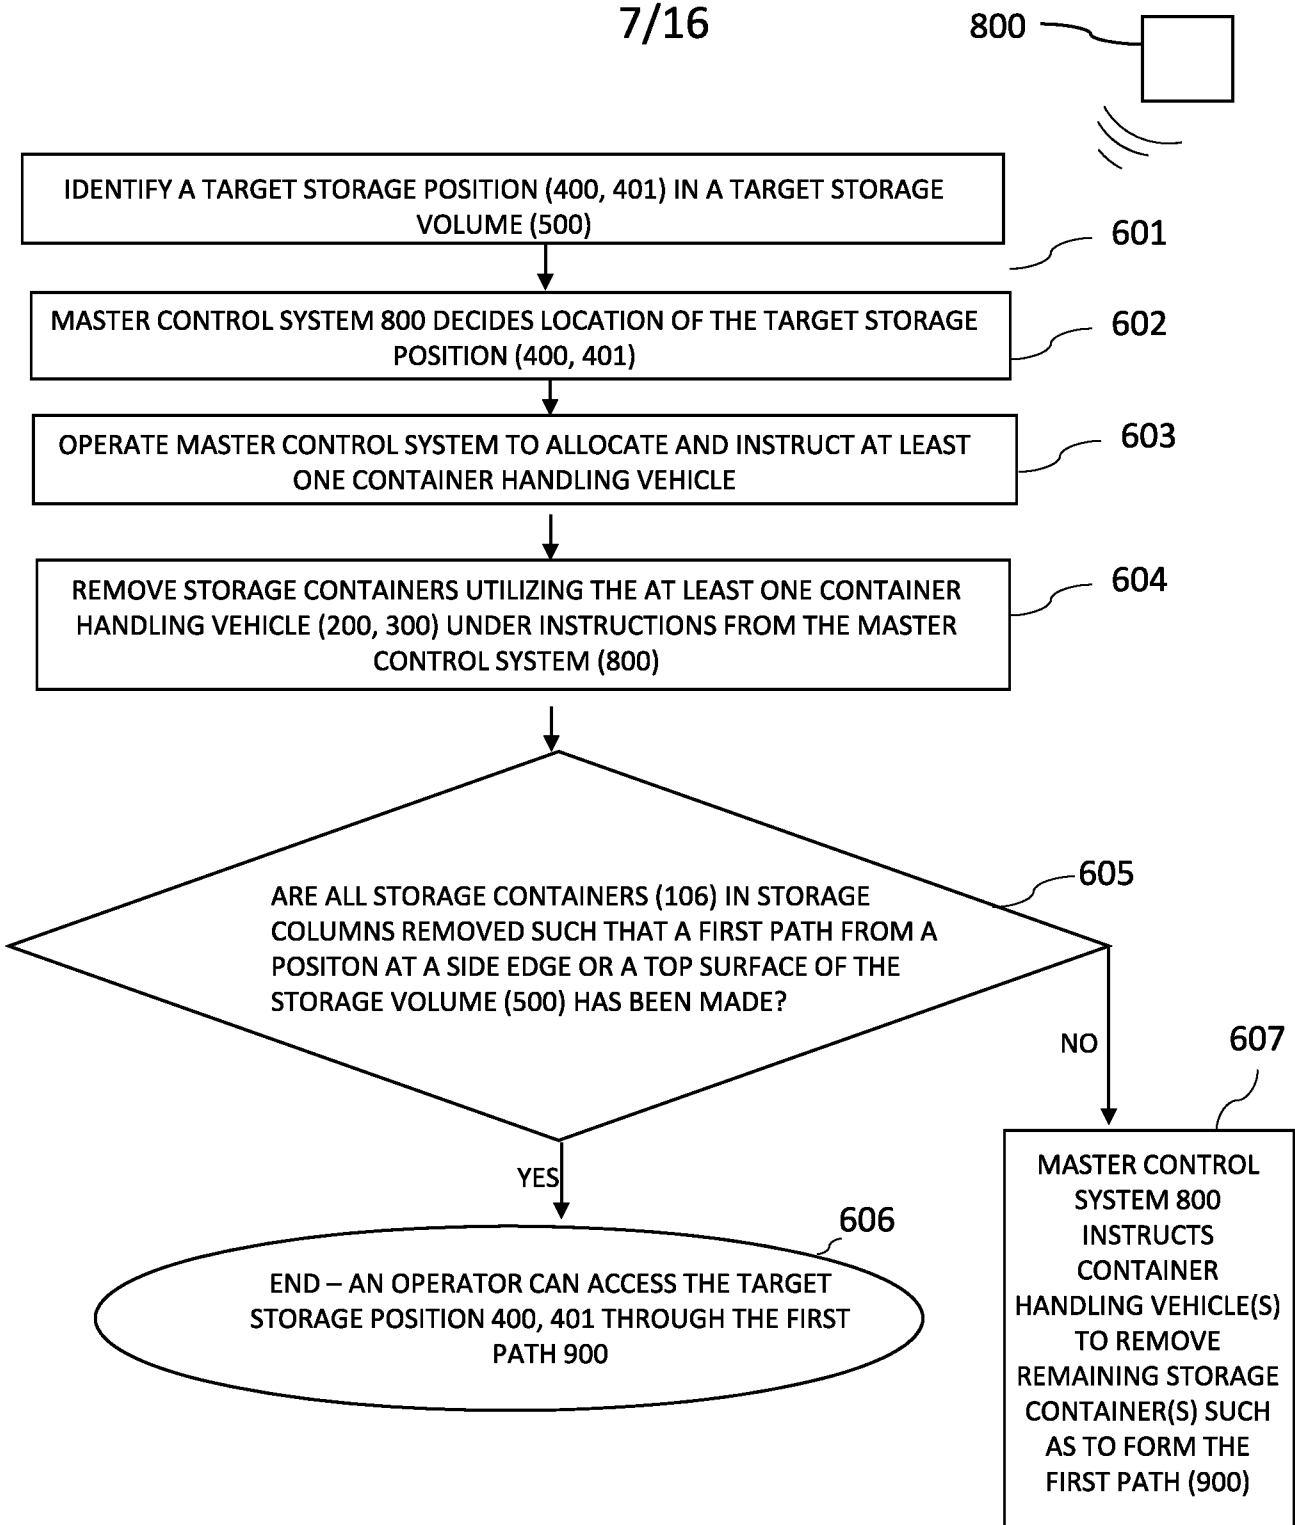 7/16
800
IDENTIFY A TARGET STORAGE POSITION (400, 401) IN A TARGET STORAGE
VOLUME (500)
601
MASTER CONTROL SYSTEM 800 DECIDES LOCATION OF THE TARGET STORAGE
POSITION (400, 401)
602
OPERATE MASTER CONTROL SYSTEM TO ALLOCATE AND INSTRUCT AT LEAST
ONE CONTAINER HANDLING VEHICLE
603
REMOVE STORAGE CONTAINERS UTILIZING THE AT LEAST ONE CONTAINER
HANDLING VEHICLE (200, 300) UNDER INSTRUCTIONS FROM THE MASTER
CONTROL SYSTEM (800)
604
ARE ALL STORAGE CONTAINERS (106) IN STORAGE
COLUMNS REMOVED SUCH THAT A FIRST PATH FROM A
POSITON AT A SIDE EDGE OR A TOP SURFACE OF THE
STORAGE VOLUME (500) HAS BEEN MADE?
605
NO
607
YES
606
END – AN OPERATOR CAN ACCESS THE TARGET
STORAGE POSITION 400, 401 THROUGH THE FIRST
PATH 900
MASTER CONTROL
SYSTEM 800
INSTRUCTS
CONTAINER
HANDLING VEHICLE(S)
TO REMOVE
REMAINING STORAGE
CONTAINER(S) SUCH
AS TO FORM THE
FIRST PATH (900)